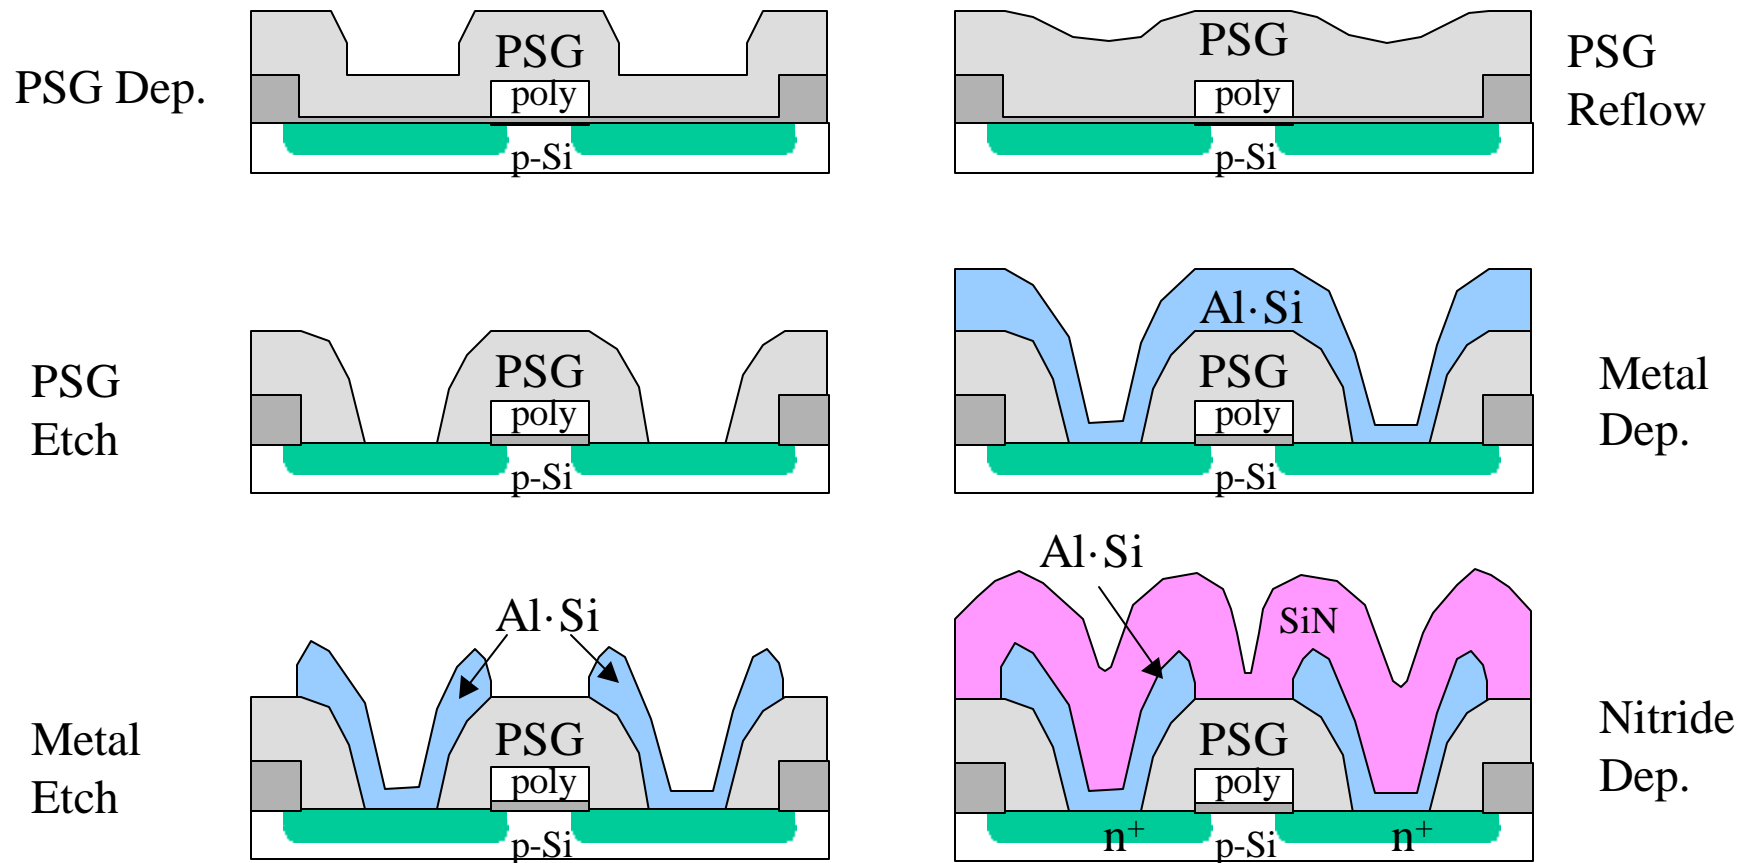 PSG Dep.
PSG
poly
p-Si
PSG
poly
p-Si
PSG
Reflow
PSG
Etch
PSG
poly
p-Si
Al·Si
PSG
poly
p-Si
Metal
Dep.
Metal
Etch
Al·Si
PSG
poly
p-Si
Al·Si
SiN
PSG
poly
n+
p-Si
n+
Nitride
Dep.